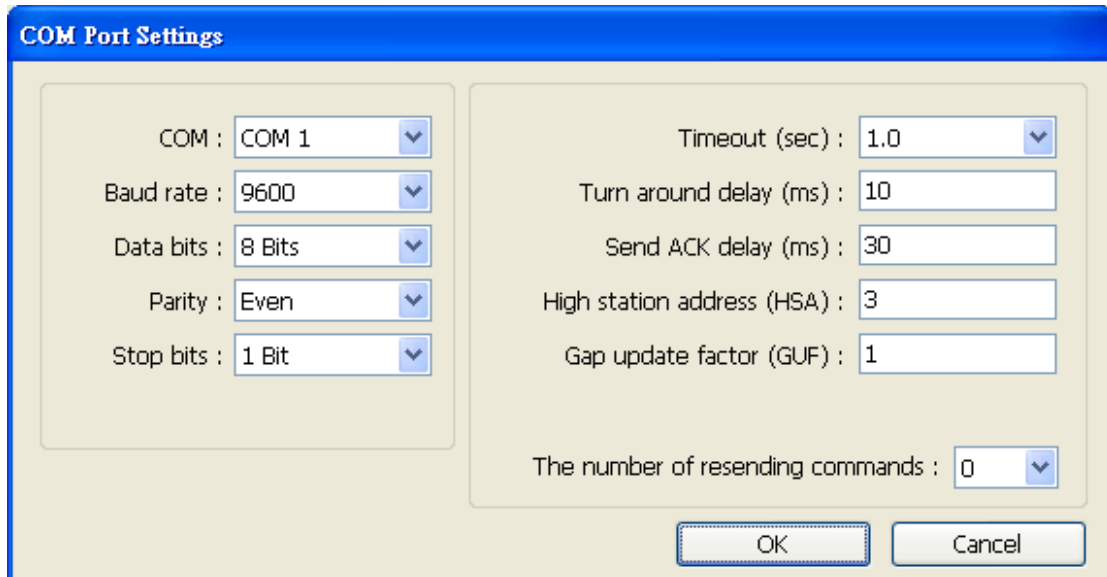 COM Port Settings
COM : COM 1
Baud rate : 9600
Data bits : 8 Bits
Parity : Even
Stop bits : 1 Bit
Timeout (sec) : 1.0
Turn around delay (ms) : 10
Send ACK delay (ms) : 30
High station address (HSA) : 3
Gap update factor (GUF) : 1
The number of resending commands : 0
OK Cancel